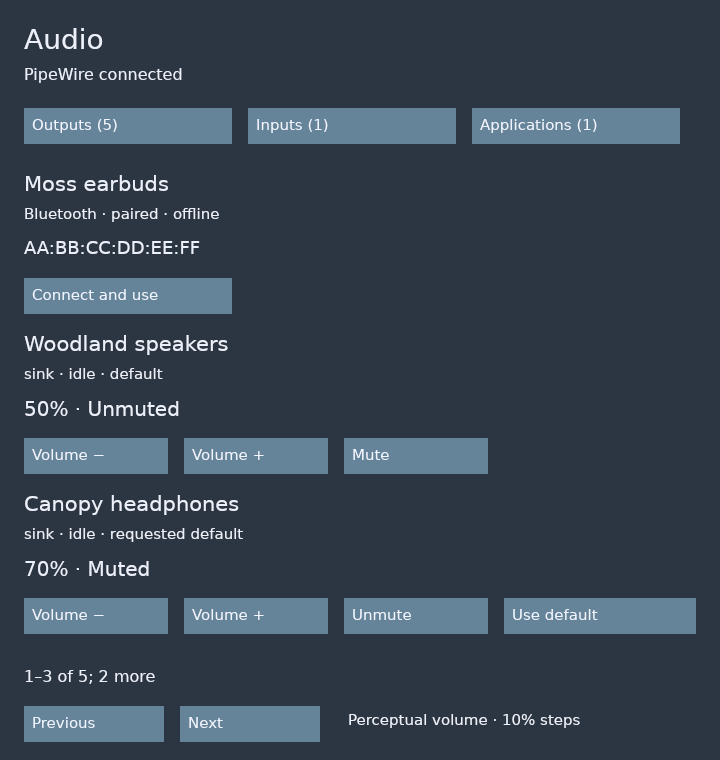 Audio
PipeWire connected
Outputs (5)
Inputs (1)
Applications (1)
Moss earbuds
Bluetooth · paired · offline
AA:BB:CC:DD:EE:FF
Connect and use
Woodland speakers
sink · idle · default
50% · Unmuted
Volume −
Volume +
Mute
Canopy headphones
sink · idle · requested default
70% · Muted
Volume −
Volume +
Unmute
Use default
1–3 of 5; 2 more
Previous
Next
Perceptual volume · 10% steps